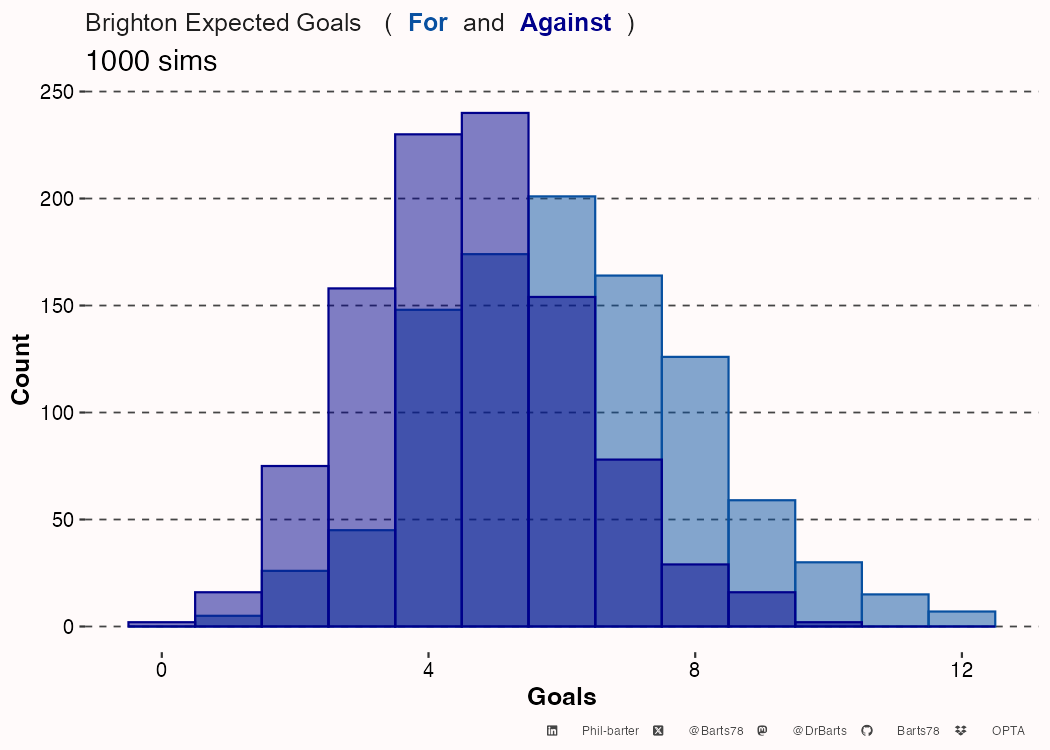 Brighton Expected Goals ( For and Against )
1000 sims
250
200
150
100
50
0
Count
0 4 8 12
Goals
Phil-barter @Barts78 @DrBarts Barts78 OPTA